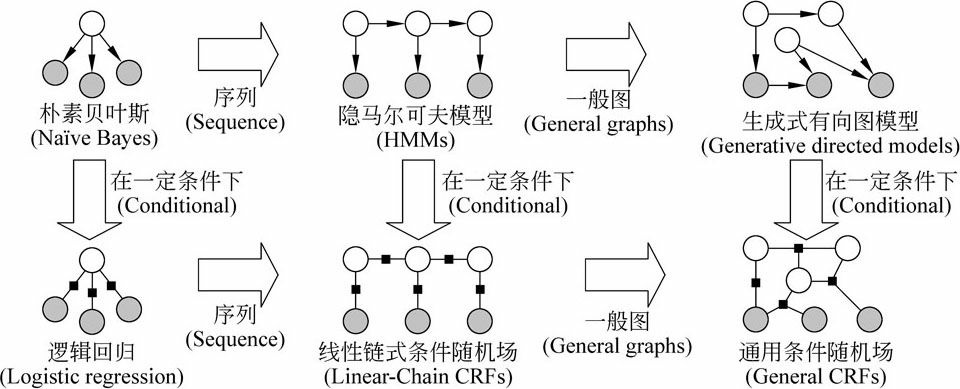 朴素贝叶斯
(Naïve Bayes)
序列
(Sequence)
隐马尔可夫模型
(HMMs)
一般图
(General graphs)
生成式有向图模型
(Generative directed models)
在一定条件下
(Conditional)
在一定条件下
(Conditional)
在一定条件下
(Conditional)
逻辑回归
(Logistic regression)
序列
(Sequence)
线性链式条件随机场
(Linear-Chain CRFs)
一般图
(General graphs)
通用条件随机场
(General CRFs)